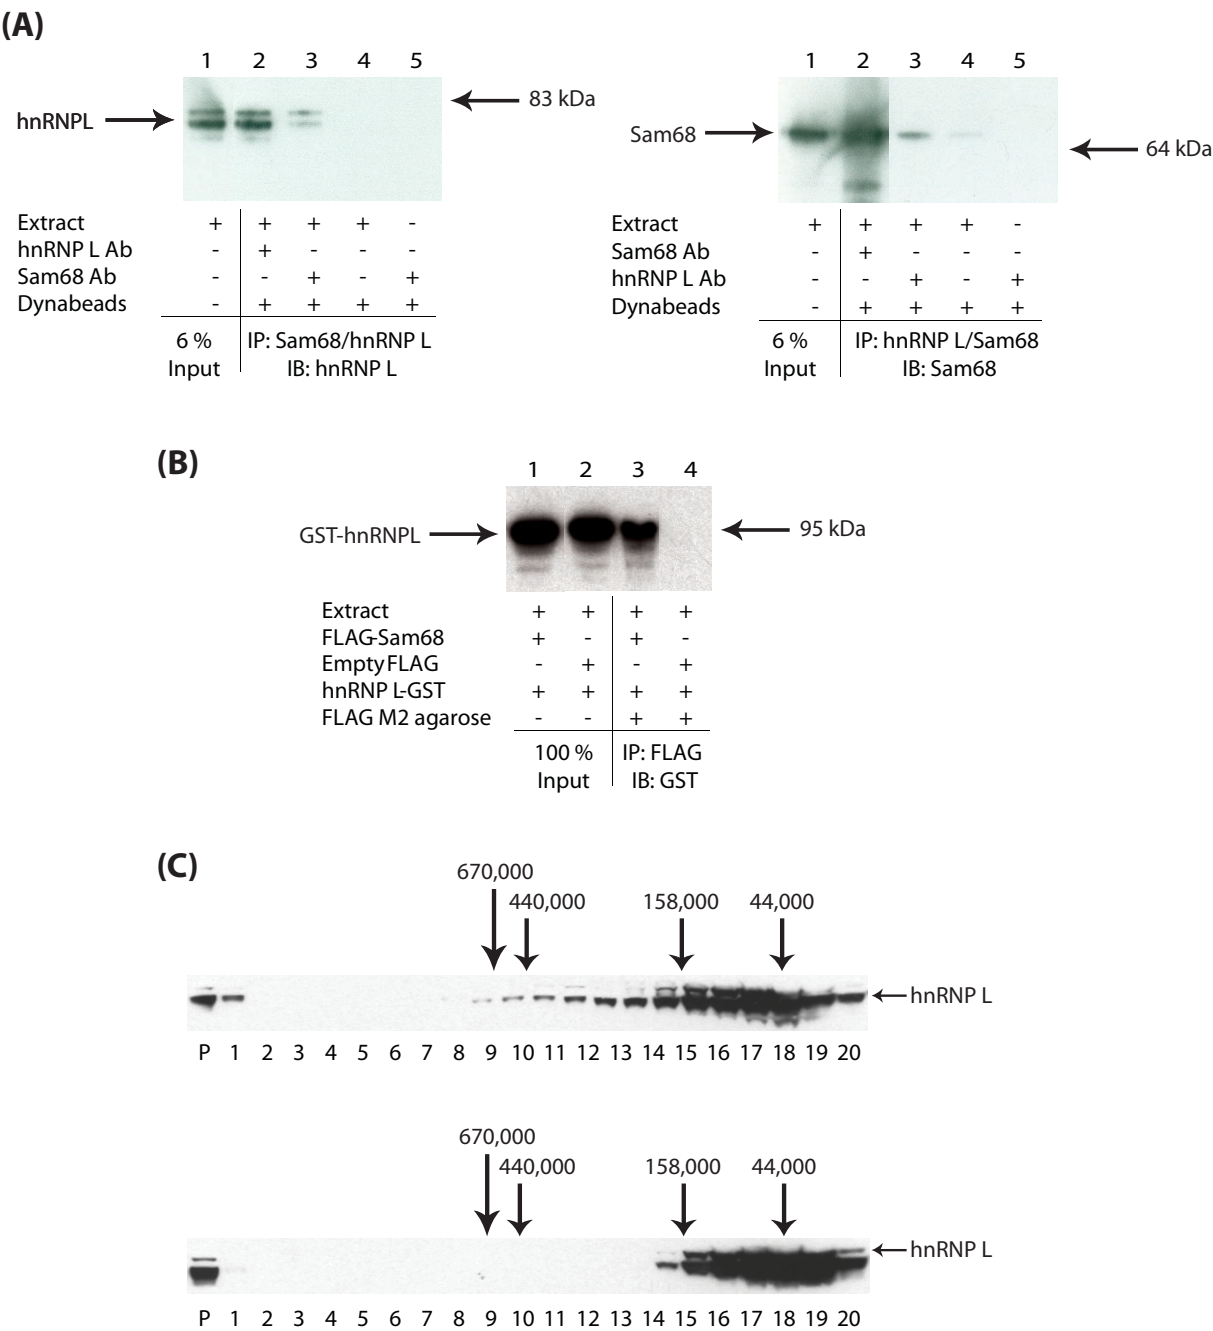 (A)
1 2 3 4 5
hnRNPL
83 kDa
Extract + + + + -
hnRNP L Ab - + - - -
Sam68 Ab - - + - +
Dynabeads - + + + +
6 % Input
IP: Sam68/hnRNP L
IB: hnRNP L
1 2 3 4 5
Sam68
64 kDa
Extract + + + + -
Sam68 Ab - + - - -
hnRNP L Ab - - + - +
Dynabeads - + + + +
6 % Input
IP: hnRNP L/Sam68
IB: Sam68
(B)
1 2 3 4
GST-hnRNPL
95 kDa
Extract + + + +
FLAG-Sam68 + - + -
Empty FLAG - + - +
hnRNP L-GST + + + +
FLAG M2 agarose - - + +
100 % Input
IP: FLAG
IB: GST
(C)
670,000
440,000 158,000 44,000
hnRNP L
P 1 2 3 4 5 6 7 8 9 10 11 12 13 14 15 16 17 18 19 20
670,000
440,000 158,000 44,000
hnRNP L
P 1 2 3 4 5 6 7 8 9 10 11 12 13 14 15 16 17 18 19 20